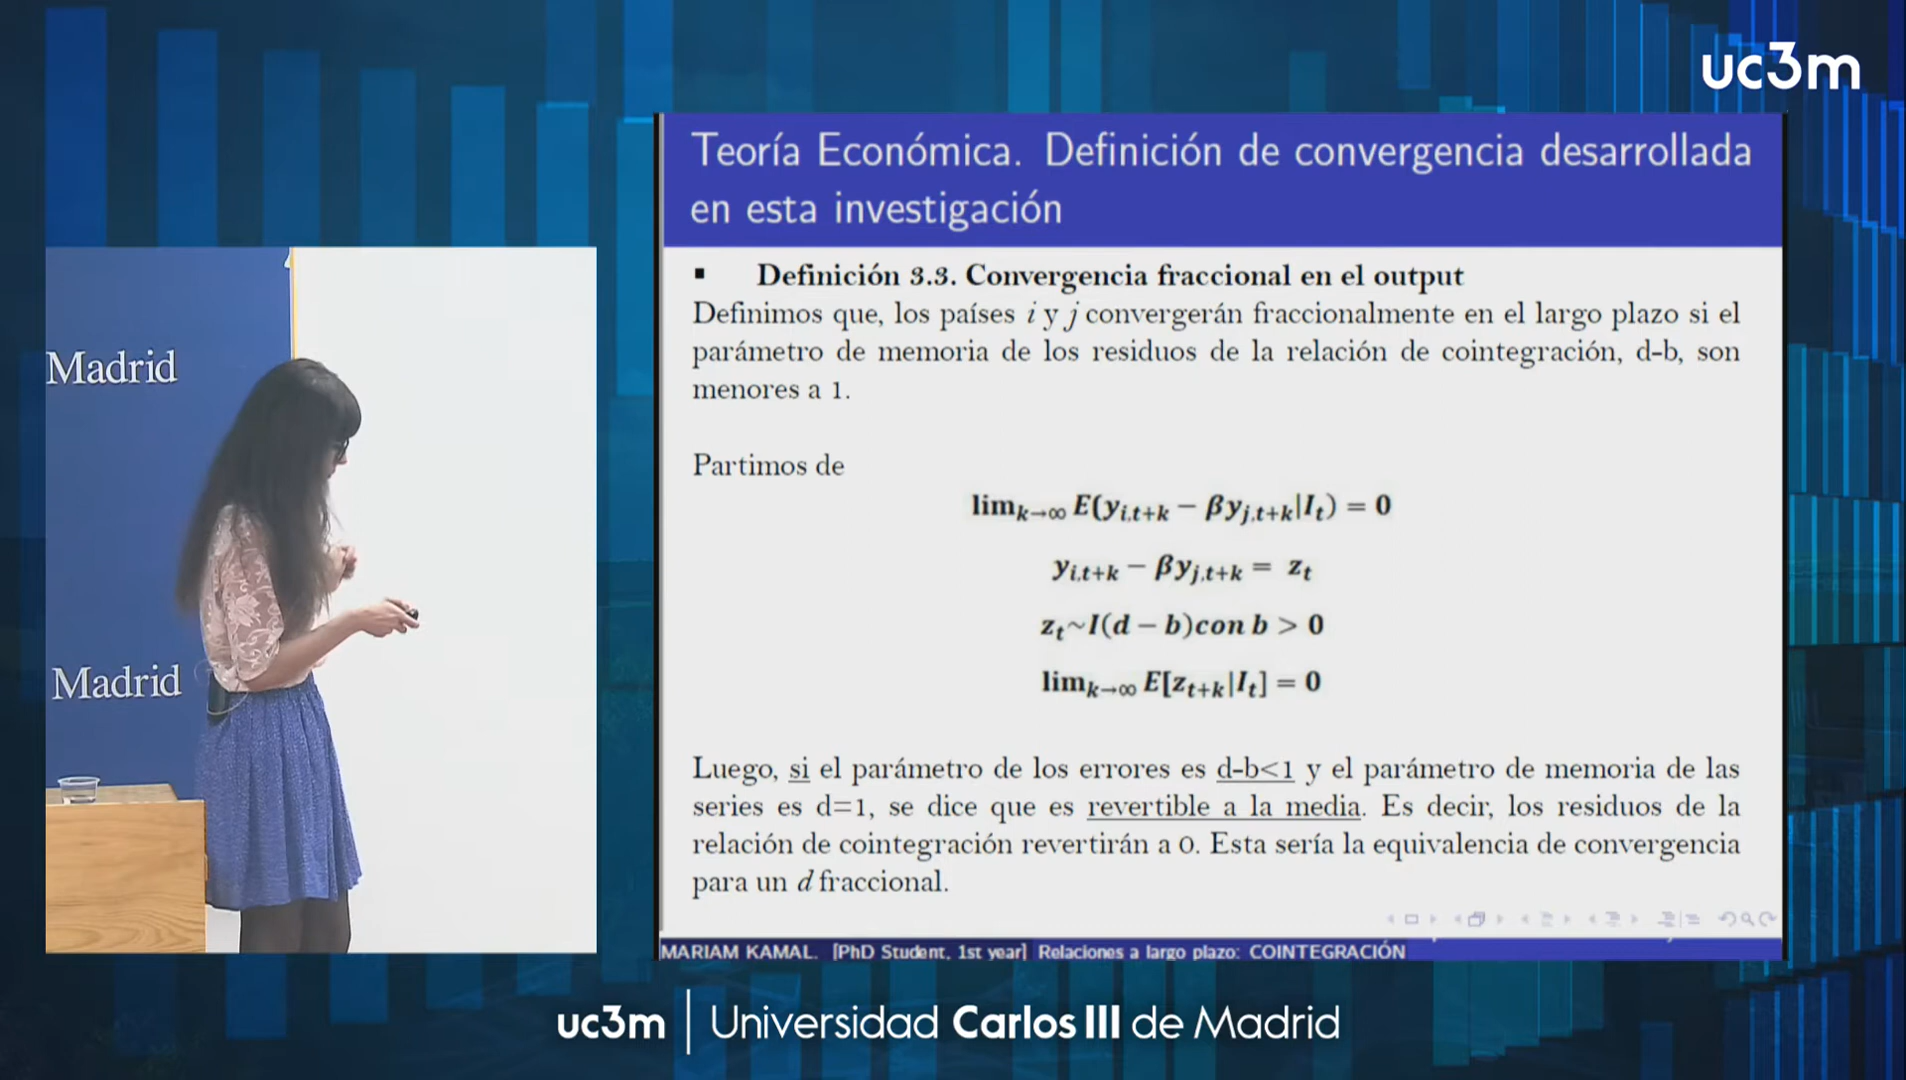 uc3m
Teoría Económica. Definición de convergencia desarrollada
en esta investigación
▪ Definición 3.3. Convergencia fraccional en el output
Definimos que, los países i y j convergerán fraccionalmente en el largo plazo si el
parámetro de memoria de los residuos de la relación de cointegración, d-b, son
menores a 1.
Partimos de
lim_{k→∞} E(y_{i,t+k} − βy_{j,t+k}|I_t) = 0
y_{i,t+k} − βy_{j,t+k} = z_t
z_t~I(d − b)con b > 0
lim_{k→∞} E[z_{t+k}|I_t] = 0
Luego, si el parámetro de los errores es d-b<1 y el parámetro de memoria de las
series es d=1, se dice que es revertible a la media. Es decir, los residuos de la
relación de cointegración revertirán a 0. Esta sería la equivalencia de convergencia
para un d fraccional.
MARIAM KAMAL. [PhD Student, 1st year] Relaciones a largo plazo: COINTEGRACIÓN
Madrid
Madrid
uc3m | Universidad Carlos III de Madrid